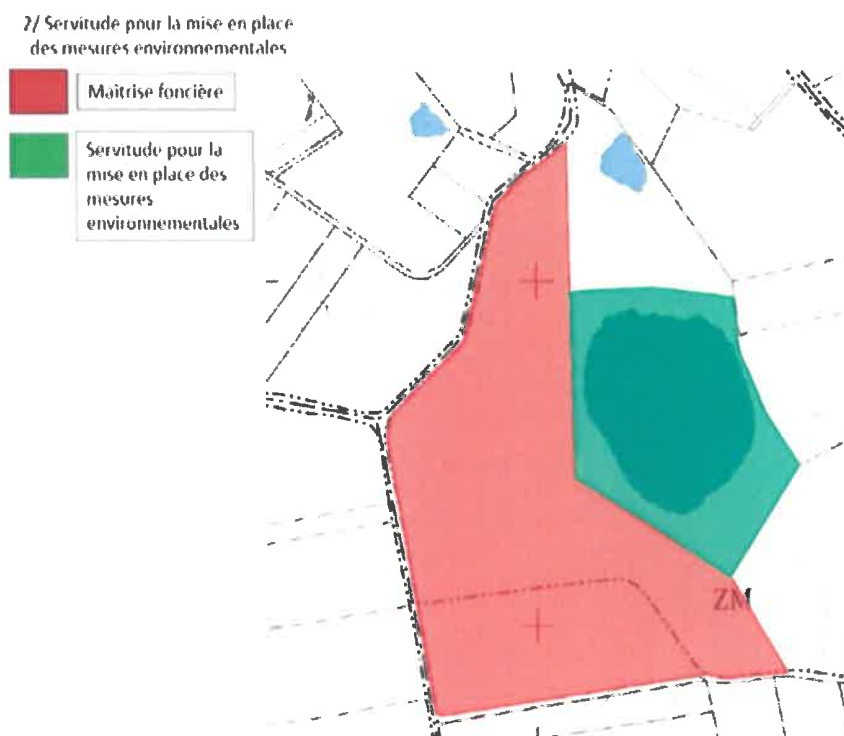 2/ Servitude pour la mise en place
des mesures environnementales
Maîtrise foncière
Servitude pour la
mise en place des
mesures
environnementales
ZM